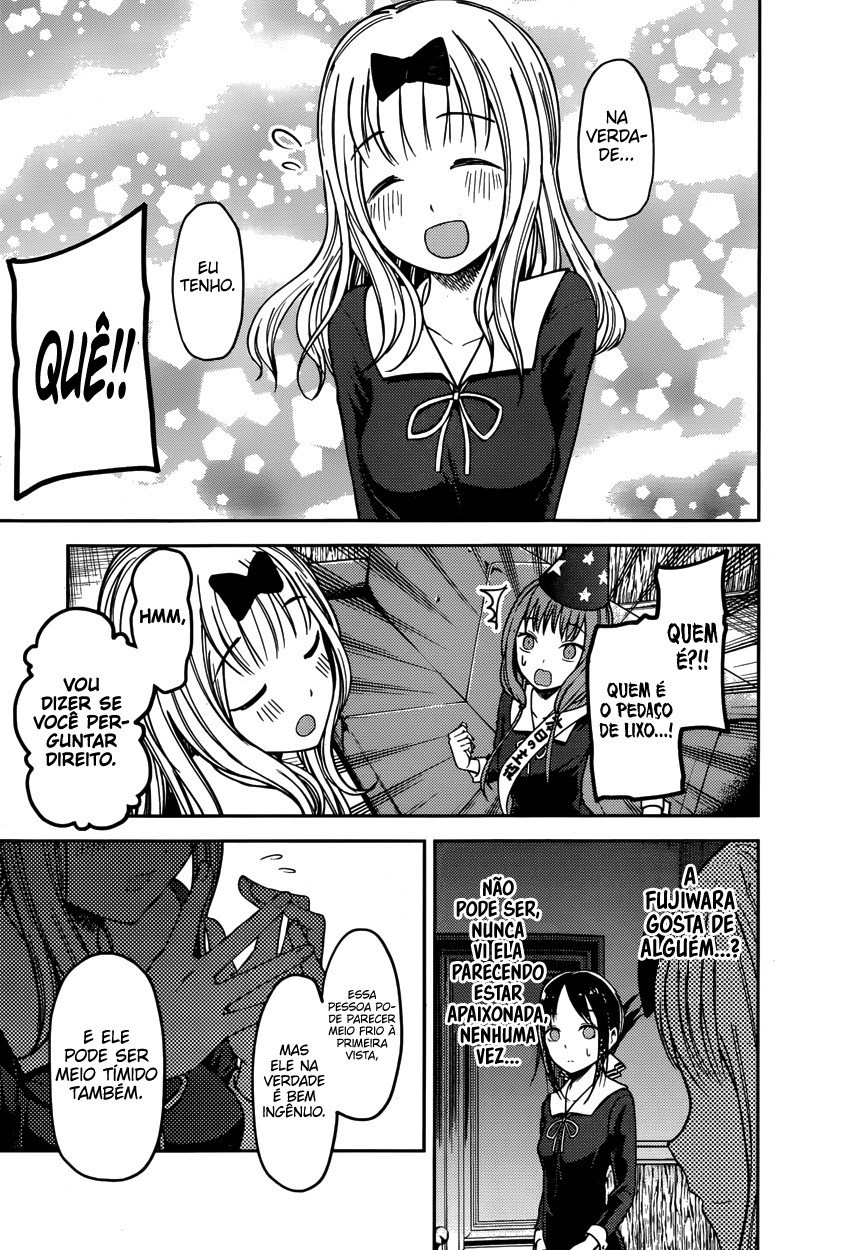 NA
VERDA-
DE...
EU
TENHO.
QUÊ!!
QUEM
É?!!
QUEM É
O PEDAÇO
DE LIXO...!
HMM,
VOU
DIZER SE
VOCÊ PER-
GUNTAR
DIREITO.
A
FUJIWARA
GOSTA DE
ALGUÉM...?
NÃO
PODE SER,
NUNCA
VI ELA
PARECENDO
ESTAR
APAIXONADA,
NENHUMA
VEZ...
ESSA
PESSOA PO-
DE PARECER
MEIO FRIO À
PRIMEIRA
VISTA,
MAS
ELE NA
VERDADE
É BEM
INGÊNUO.
E ELE
PODE SER
MEIO TÍMIDO
TAMBÉM.